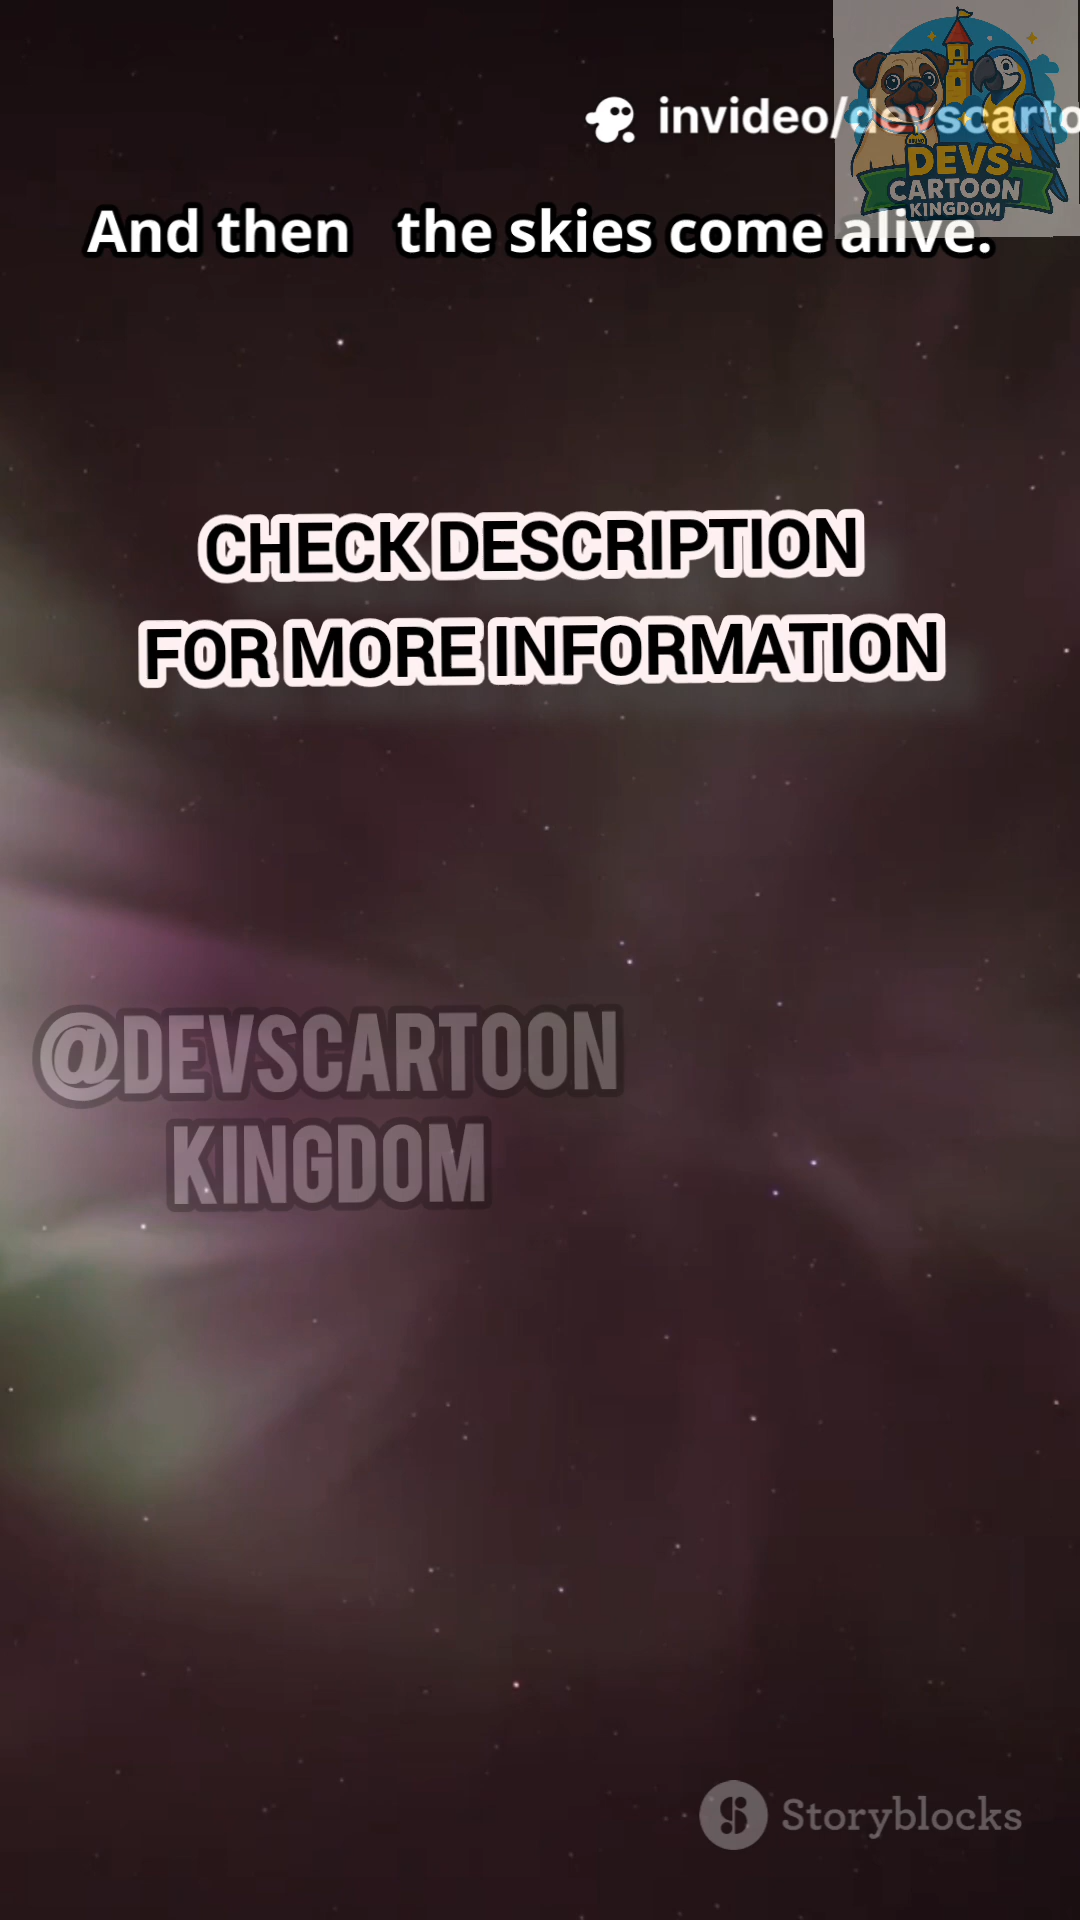 invideo/devscarto
DEVS
CARTOON
KINGDOM
And then the skies come alive.
CHECK DESCRIPTION
FOR MORE INFORMATION
@DEVSCARTOON
KINGDOM
Storyblocks